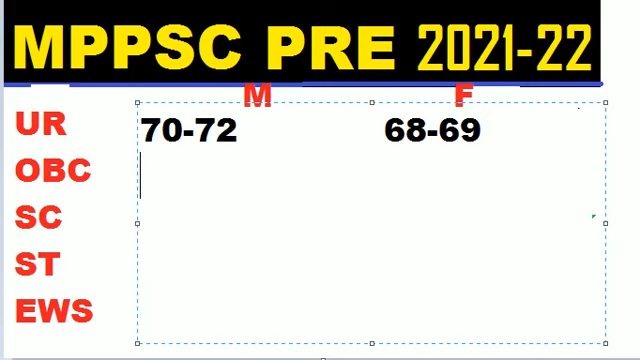 MPPSC PRE 2021-22
M F
UR 70-72 68-69
OBC
SC
ST
EWS